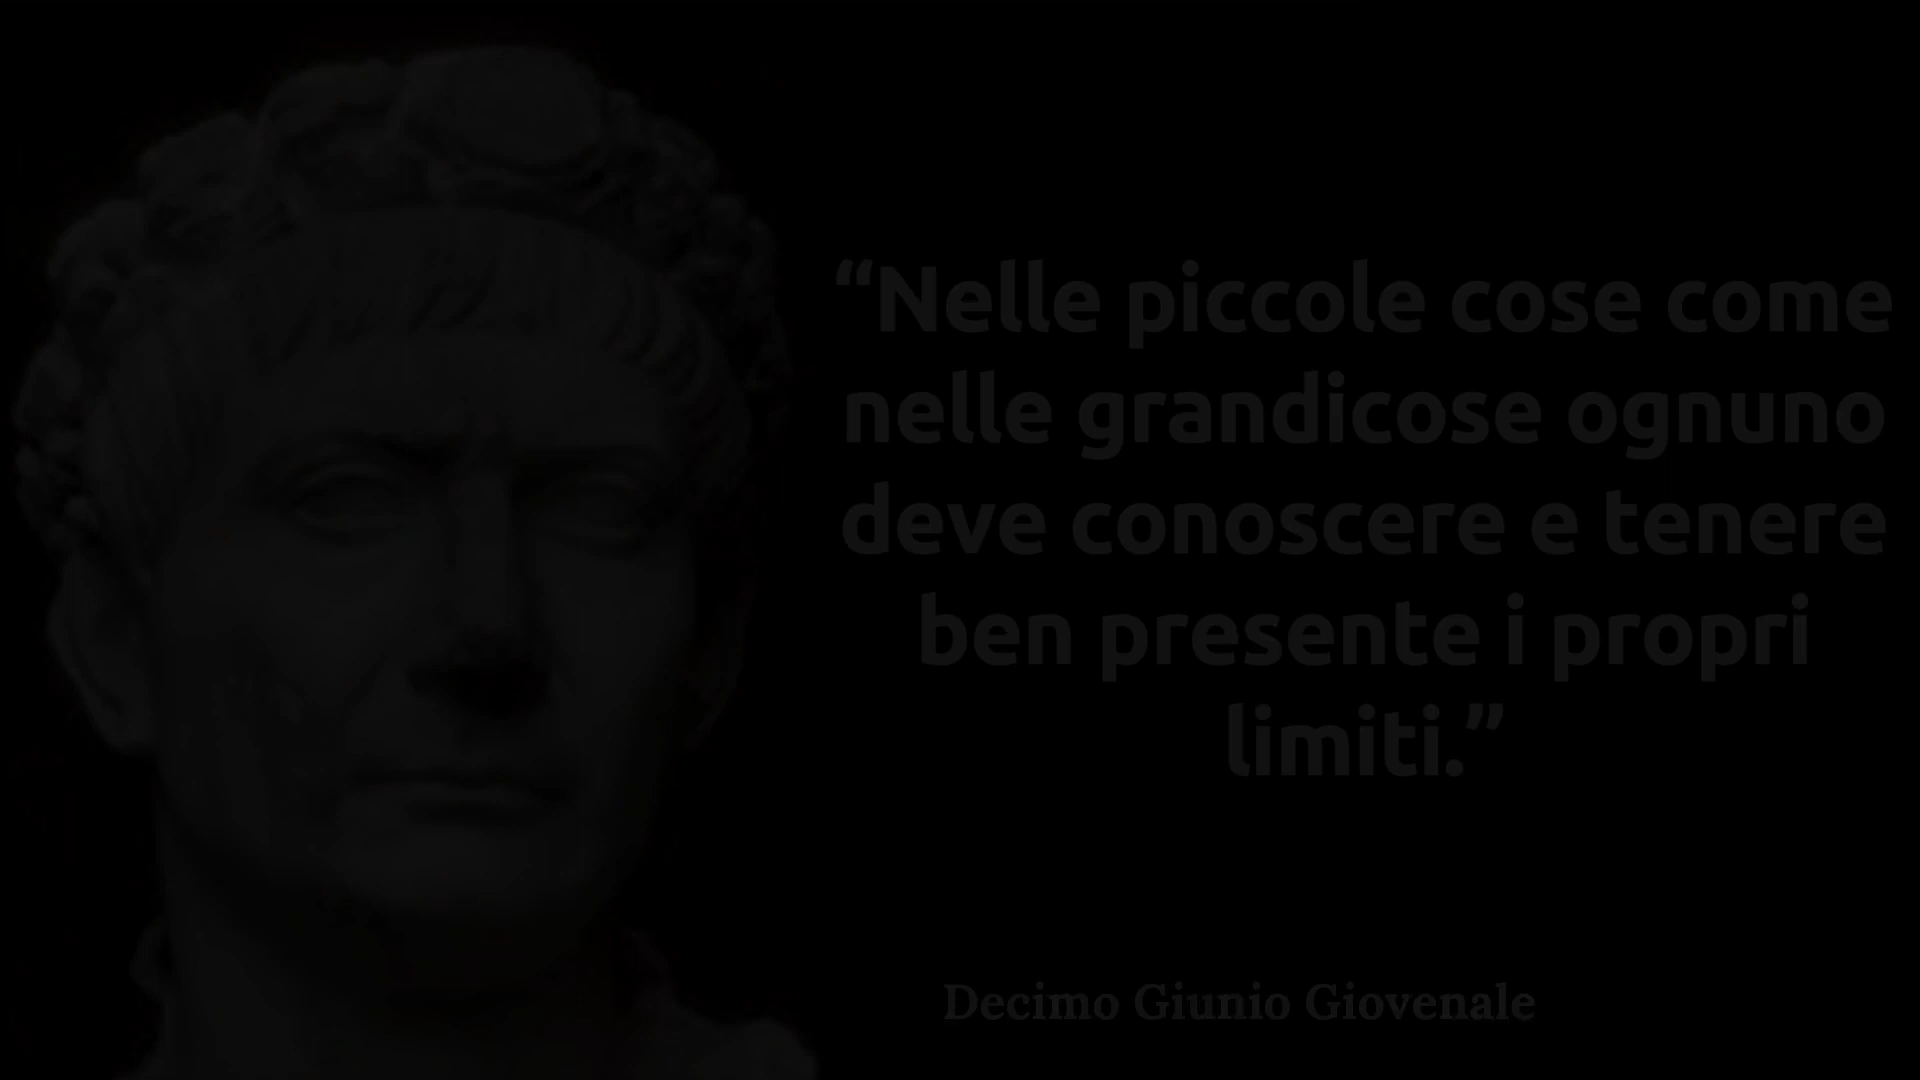 “Nelle piccole cose come
nelle grandicose ognuno
deve conoscere e tenere
ben presente i propri
limiti.”
Decimo Giunio Giovenale